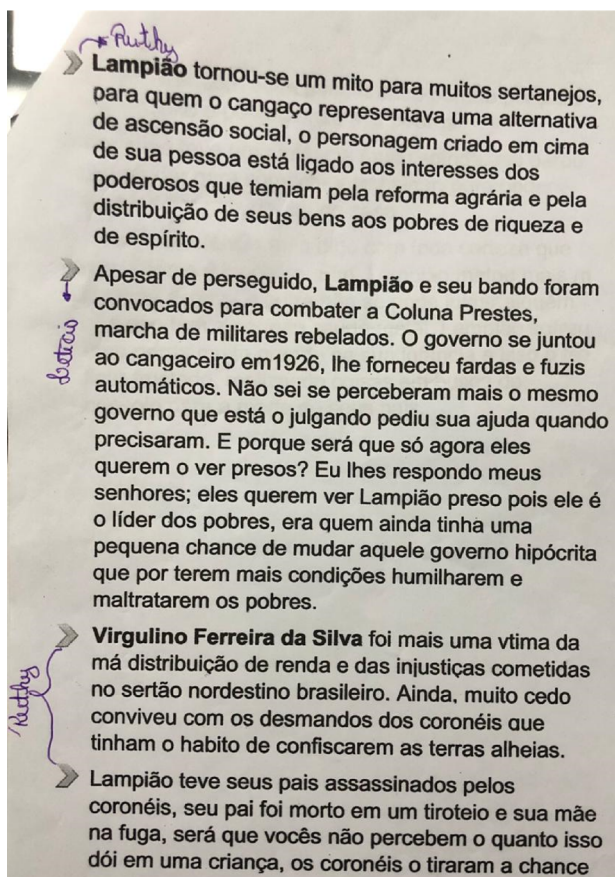 Ruthy
Lampião tornou-se um mito para muitos sertanejos,
para quem o cangaço representava uma alternativa
de ascensão social, o personagem criado em cima
de sua pessoa está ligado aos interesses dos
poderosos que temiam pela reforma agrária e pela
distribuição de seus bens aos pobres de riqueza e
de espírito.
Letícia
Apesar de perseguido, Lampião e seu bando foram
convocados para combater a Coluna Prestes,
marcha de militares rebelados. O governo se juntou
ao cangaceiro em1926, lhe forneceu fardas e fuzis
automáticos. Não sei se perceberam mais o mesmo
governo que está o julgando pediu sua ajuda quando
precisaram. E porque será que só agora eles
querem o ver presos? Eu lhes respondo meus
senhores; eles querem ver Lampião preso pois ele é
o líder dos pobres, era quem ainda tinha uma
pequena chance de mudar aquele governo hipócrita
que por terem mais condições humilharem e
maltratarem os pobres.
Ruthy
Virgulino Ferreira da Silva foi mais uma vtima da
má distribuição de renda e das injustiças cometidas
no sertão nordestino brasileiro. Ainda, muito cedo
conviveu com os desmandos dos coronéis que
tinham o habito de confiscarem as terras alheias.
Lampião teve seus pais assassinados pelos
coronéis, seu pai foi morto em um tiroteio e sua mãe
na fuga, será que vocês não percebem o quanto isso
dói em uma criança, os coronéis o tiraram a chance